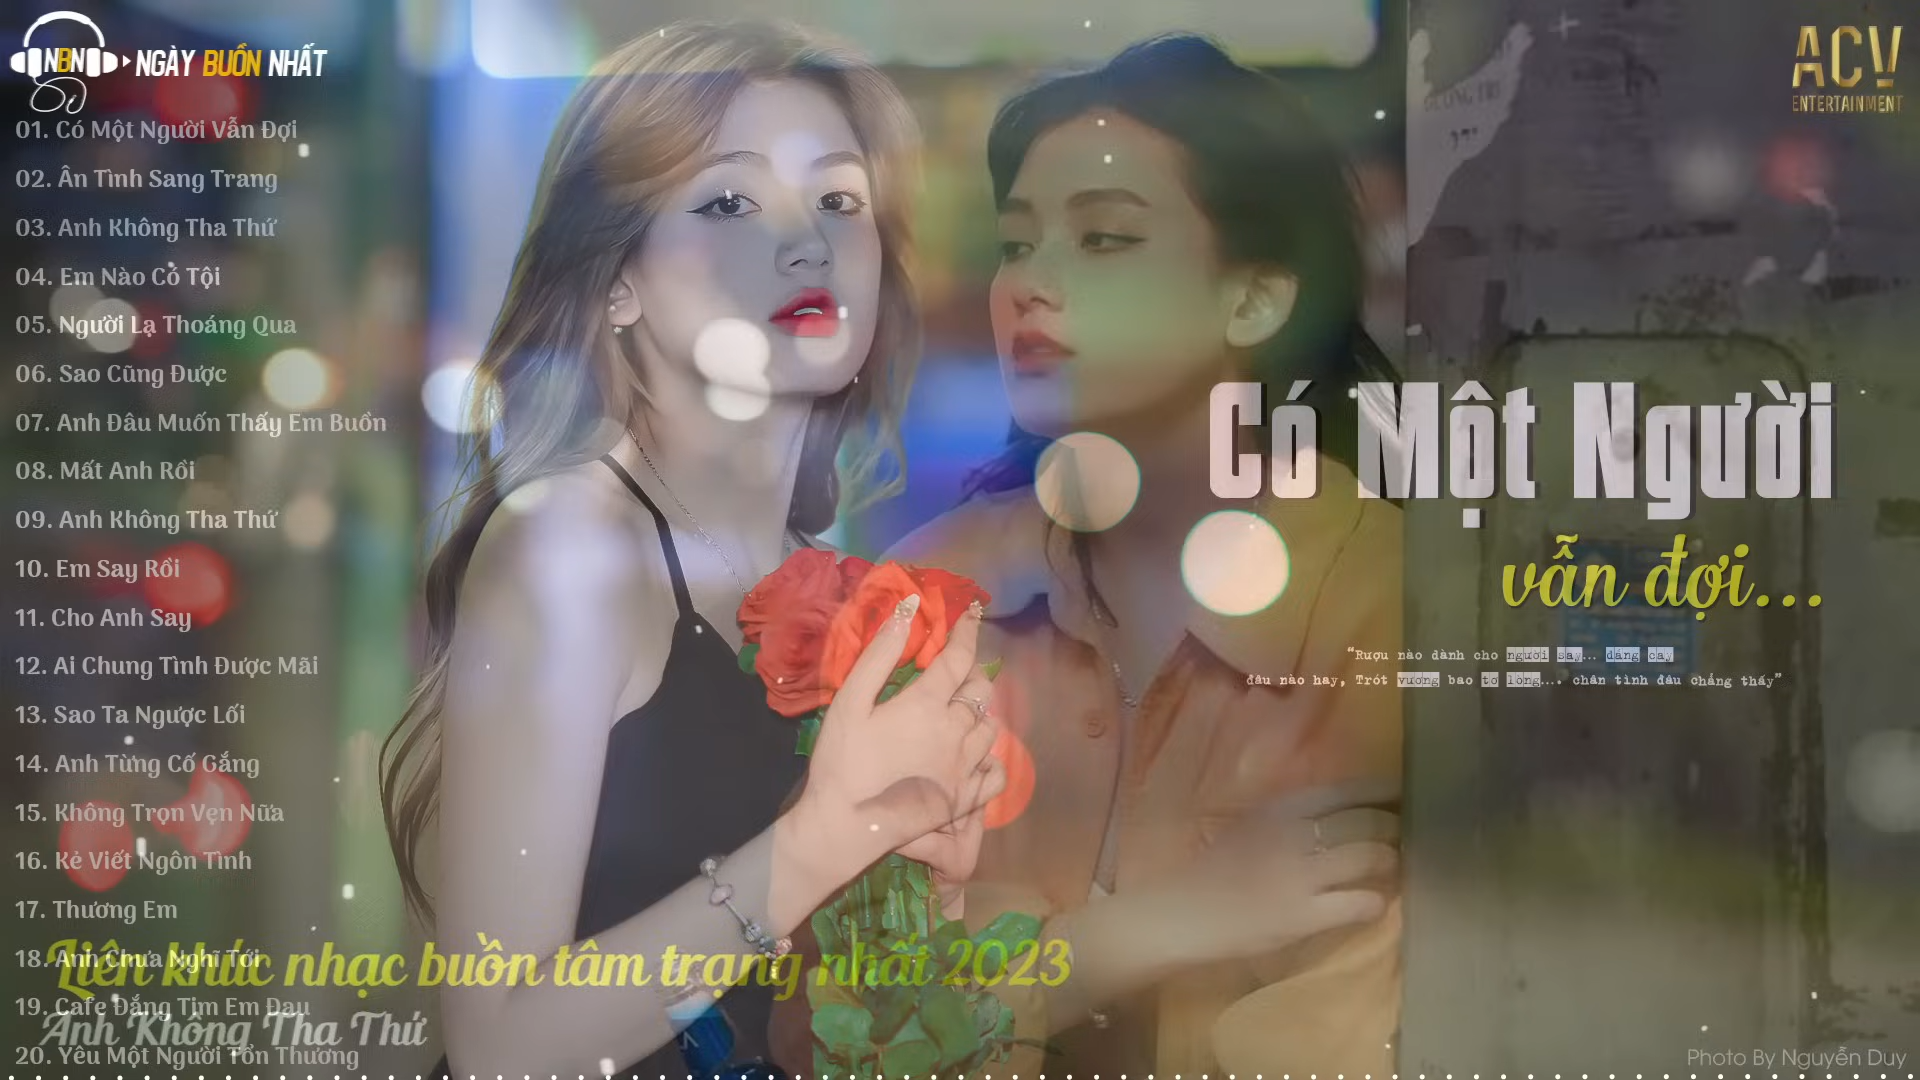 NBN NGÀY BUỒN NHẤT
ACV
ENTERTAINMENT
01. Có Một Người Vẫn Đợi
02. Ân Tình Sang Trang
03. Anh Không Tha Thứ
04. Em Nào Có Tội
05. Người Lạ Thoáng Qua
06. Sao Cũng Được
07. Anh Đâu Muốn Thấy Em Buồn
08. Mất Anh Rồi
09. Anh Không Tha Thứ
10. Em Say Rồi
11. Cho Anh Say
12. Ai Chung Tình Được Mãi
13. Sao Ta Ngược Lối
14. Anh Từng Cố Gắng
15. Không Trọn Vẹn Nữa
16. Kẻ Viết Ngôn Tình
17. Thương Em
18. Anh Chưa Nghĩ Tới
19. Cafe Đắng Tim Em Đau
20. Yêu Một Người Tổn Thương
Có Một Người
vẫn đợi...
“Rượu nào dành cho người say... đắng cay
đâu nào hay, Trót vương bao tơ lòng.... chân tình đâu chẳng thấy”
Liên khúc nhạc buồn tâm trạng nhất 2023
Anh Không Tha Thứ
Photo By Nguyễn Duy